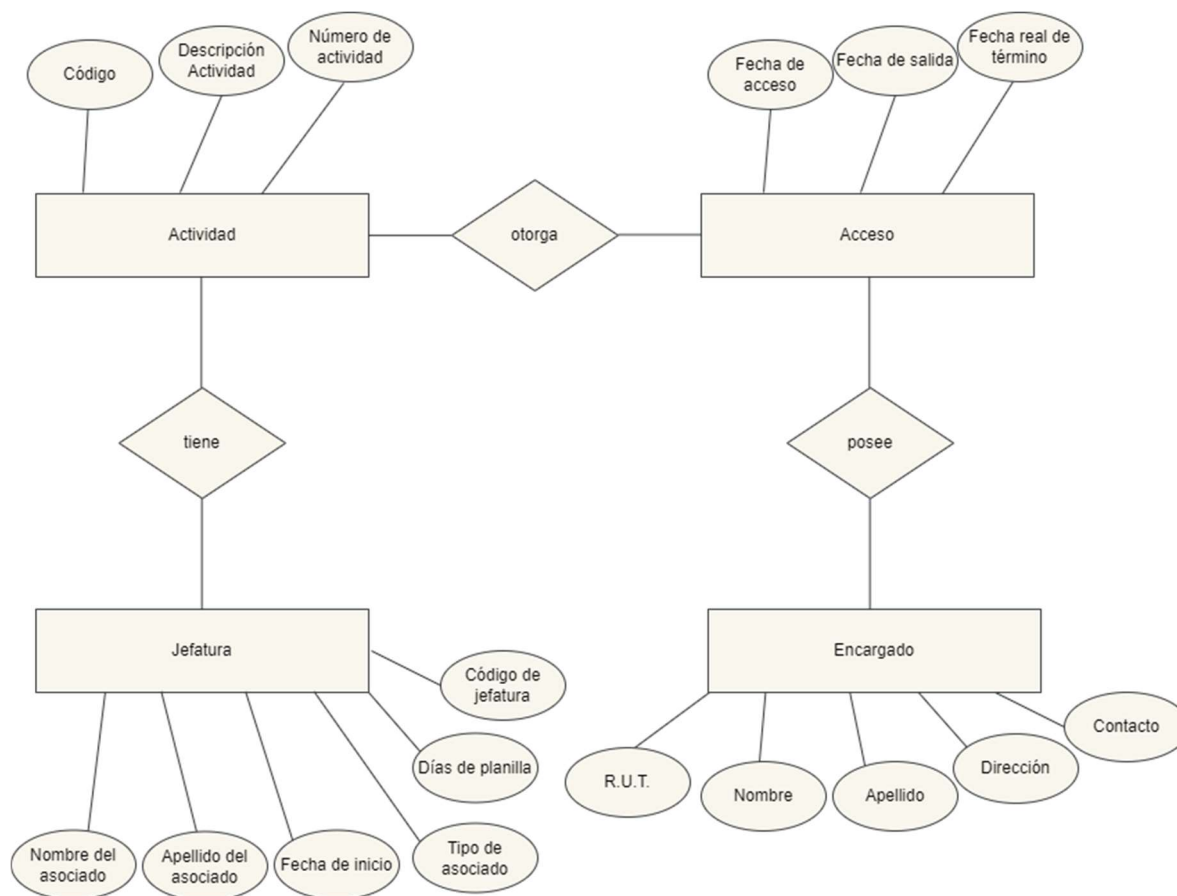 Código
Descripción
Actividad
Número de
actividad
Fecha de
acceso
Fecha de salida
Fecha real de
término
Actividad
otorga
Acceso
tiene
posee
Jefatura
Encargado
Código de
jefatura
Días de planilla
Nombre del
asociado
Apellido del
asociado
Fecha de inicio
Tipo de
asociado
R.U.T.
Nombre
Apellido
Dirección
Contacto